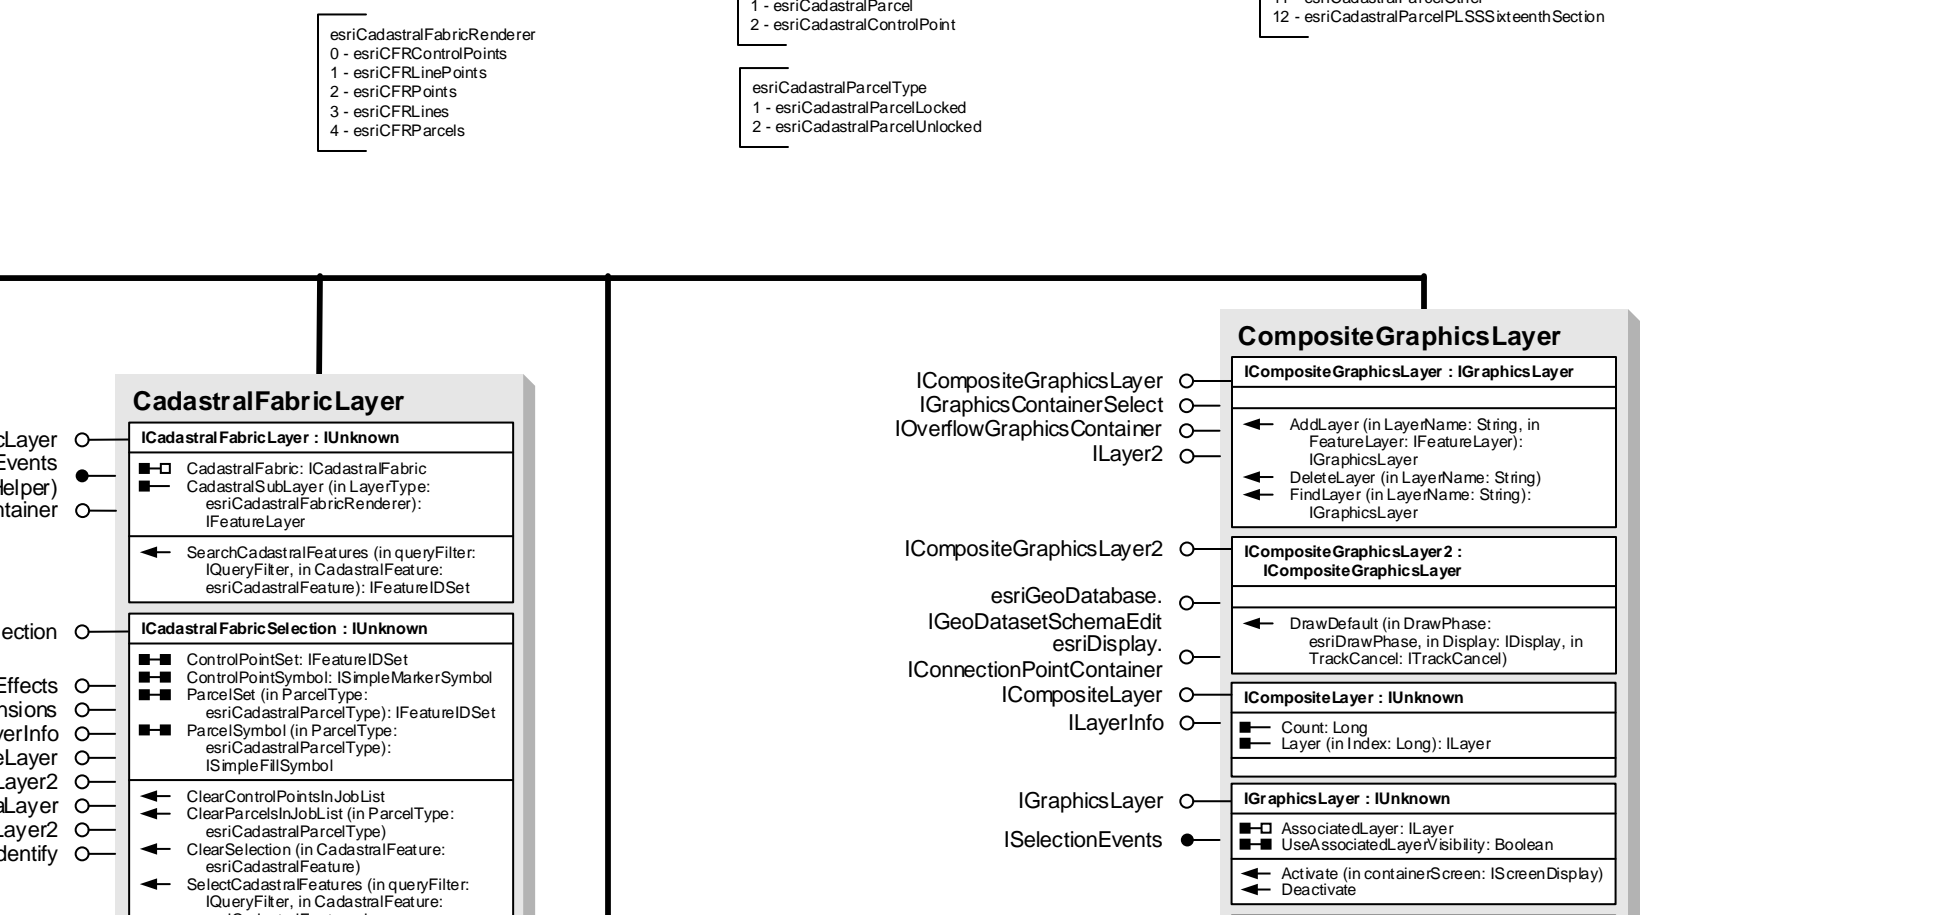 esriCadastralFabricRenderer
0 - esriCFRControlPoints
1 - esriCFRLinePoints
2 - esriCFRPoints
3 - esriCFRLines
4 - esriCFRParcels
1 - esriCadastralParcel
2 - esriCadastralControlPoint
esriCadastralParcelType
1 - esriCadastralParcelLocked
2 - esriCadastralParcelUnlocked
12 - esriCadastralParcelPLSSSixteenthSection
cLayer
Events
Helper)
ntainer
ection
Effects
nsions
yerInfo
eLayer
Layer2
aLayer
Layer2
dentify
CadastralFabricLayer
ICadastralFabricLayer : IUnknown
CadastralFabric: ICadastralFabric
CadastralSubLayer (in LayerType:
esriCadastralFabricRenderer):
IFeatureLayer
SearchCadastralFeatures (in queryFilter:
IQueryFilter, in CadastralFeature:
esriCadastralFeature): IFeatureIDSet
ICadastralFabricSelection : IUnknown
ControlPointSet: IFeatureIDSet
ControlPointSymbol: ISimpleMarkerSymbol
ParcelSet (in ParcelType:
esriCadastralParcelType): IFeatureIDSet
ParcelSymbol (in ParcelType:
esriCadastralParcelType):
ISimpleFillSymbol
ClearControlPointsInJobList
ClearParcelsInJobList (in ParcelType:
esriCadastralParcelType)
ClearSelection (in CadastralFeature:
esriCadastralFeature)
SelectCadastralFeatures (in queryFilter:
IQueryFilter, in CadastralFeature:
ICompositeGraphicsLayer
IGraphicsContainerSelect
IOverflowGraphicsContainer
ILayer2
ICompositeGraphicsLayer2
esriGeoDatabase.
IGeoDatasetSchemaEdit
esriDisplay.
IConnectionPointContainer
ICompositeLayer
ILayerInfo
IGraphicsLayer
ISelectionEvents
CompositeGraphicsLayer
ICompositeGraphicsLayer : IGraphicsLayer
AddLayer (in LayerName: String, in
FeatureLayer: IFeatureLayer):
IGraphicsLayer
DeleteLayer (in LayerName: String)
FindLayer (in LayerName: String):
IGraphicsLayer
ICompositeGraphicsLayer2 :
ICompositeGraphicsLayer
DrawDefault (in DrawPhase:
esriDrawPhase, in Display: IDisplay, in
TrackCancel: ITrackCancel)
ICompositeLayer : IUnknown
Count: Long
Layer (in Index: Long): ILayer
IGraphicsLayer : IUnknown
AssociatedLayer: ILayer
UseAssociatedLayerVisibility: Boolean
Activate (in containerScreen: IScreenDisplay)
Deactivate